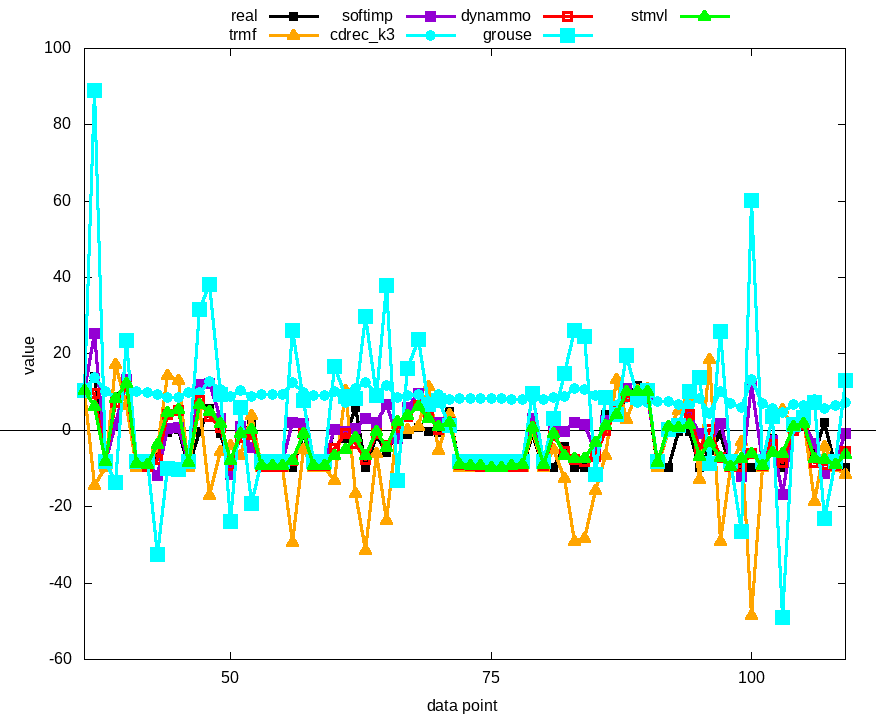 real softimp dynammo stmvl
trmf cdrec_k3 grouse
100
80
60
40
20
0
-20
-40
-60
value
50 75 100
data point